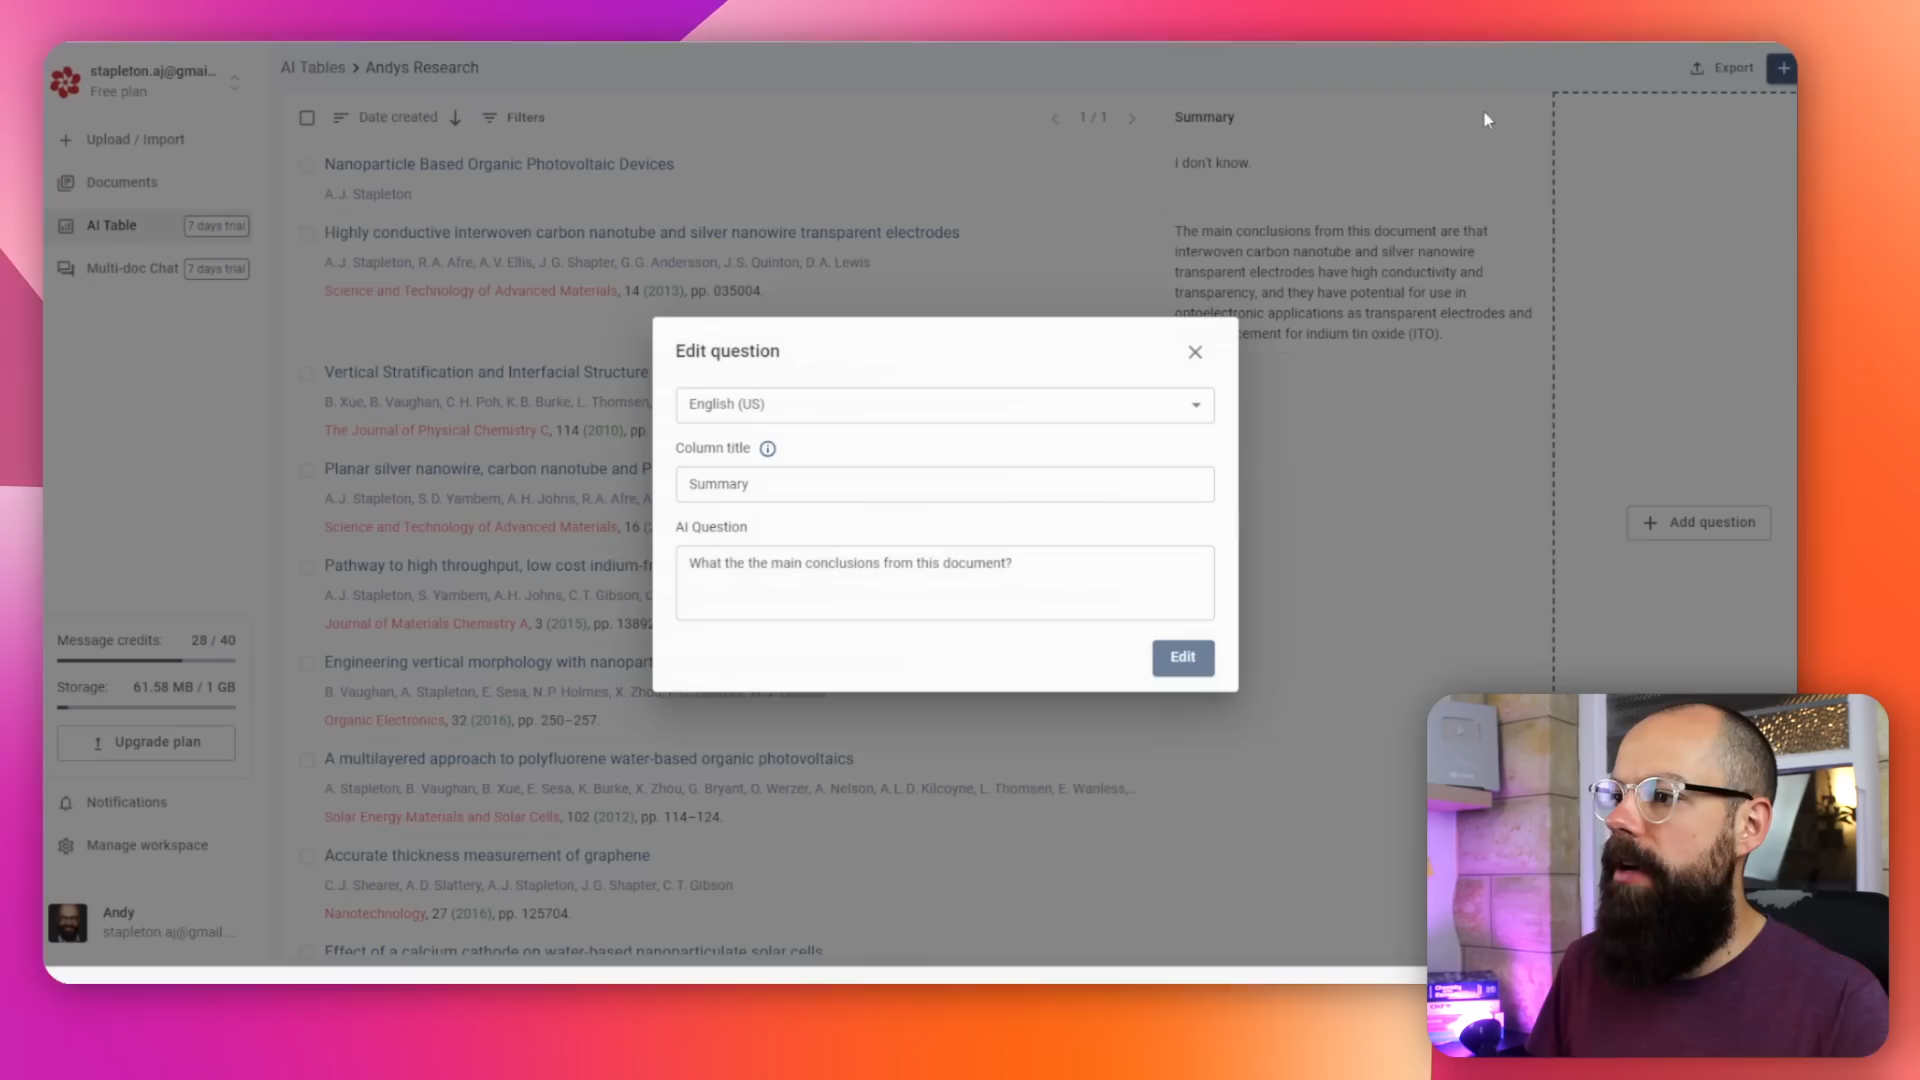 stapleton.aj@gmai...
Free plan
Upload / Import
Documents
AI Table
7 days trial
Multi-doc Chat
7 days trial
Message credits: 28 / 40
Storage: 61.58 MB / 1 GB
Upgrade plan
Notifications
Manage workspace
Andy
stapleton.aj@gmail....
AI Tables > Andys Research
Export
Date created
Filters
1 / 1
Summary
Nanoparticle Based Organic Photovoltaic Devices
A.J. Stapleton
I don't know.
Highly conductive interwoven carbon nanotube and silver nanowire transparent electrodes
A.J. Stapleton, R.A. Afre, A.V. Ellis, J.G. Shapter, G.G. Andersson, J.S. Quinton, D.A. Lewis
Science and Technology of Advanced Materials, 14 (2013), pp. 035004.
The main conclusions from this document are that
interwoven carbon nanotube and silver nanowire
transparent electrodes have high conductivity and
transparency, and they have potential for use in
optoelectronic applications as transparent electrodes and
cement for indium tin oxide (ITO).
Vertical Stratification and Interfacial Structure
B. Xue, B. Vaughan, C.H. Poh, K.B. Burke, L. Thomsen,
The Journal of Physical Chemistry C, 114 (2010), pp.
Planar silver nanowire, carbon nanotube and P
A.J. Stapleton, S.D. Yambem, A.H. Johns, R.A. Afre, A
Science and Technology of Advanced Materials, 16 (
Pathway to high throughput, low cost indium-f
A.J. Stapleton, S. Yambem, A.H. Johns, C.T. Gibson,
Journal of Materials Chemistry A, 3 (2015), pp. 13892
Engineering vertical morphology with nanopart
B. Vaughan, A. Stapleton, E. Sesa, N.P. Holmes, X. Zhou,
Organic Electronics, 32 (2016), pp. 250–257.
A multilayered approach to polyfluorene water-based organic photovoltaics
A. Stapleton, B. Vaughan, B. Xue, E. Sesa, K. Burke, X. Zhou, G. Bryant, O. Werzer, A. Nelson, A.L.D. Kilcoyne, L. Thomsen, E. Wanless,...
Solar Energy Materials and Solar Cells, 102 (2012), pp. 114–124.
Accurate thickness measurement of graphene
C.J. Shearer, A.D. Slattery, A.J. Stapleton, J.G. Shapter, C.T. Gibson
Nanotechnology, 27 (2016), pp. 125704.
Effect of a calcium cathode on water-based nanoparticulate solar cells
Add question
Edit question
English (US)
Column title
Summary
AI Question
What the the main conclusions from this document?
Edit